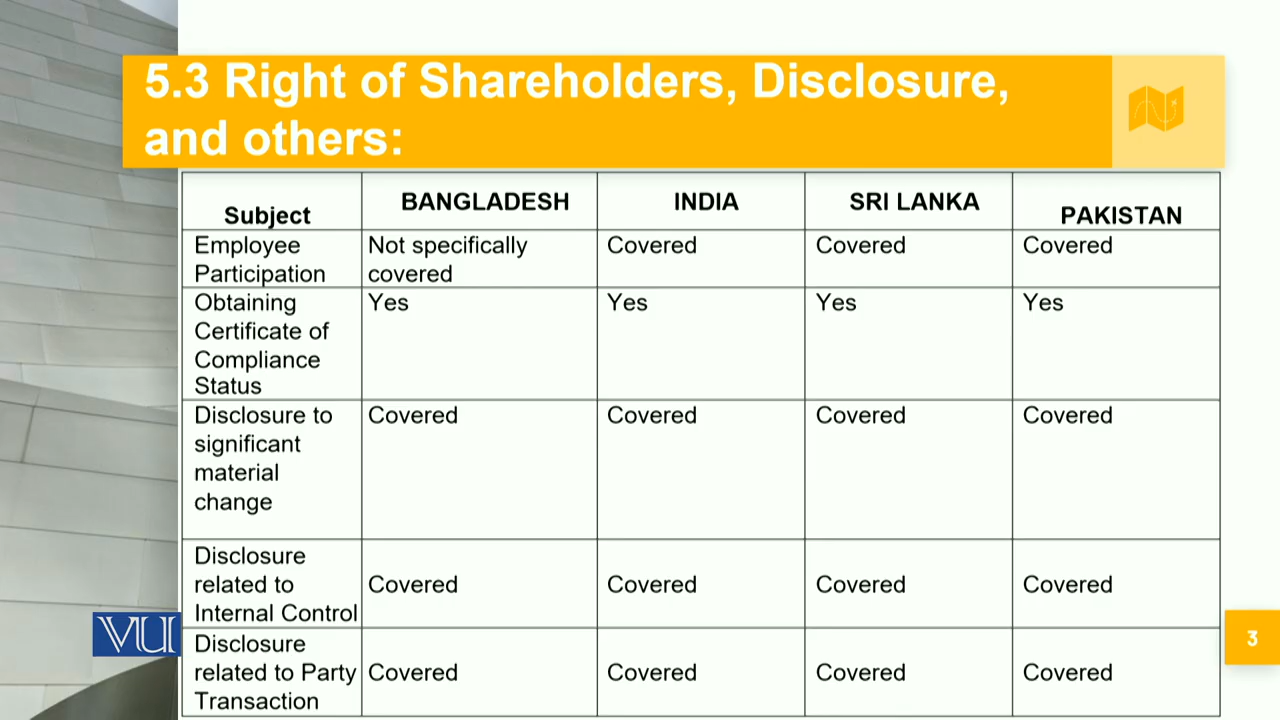 5.3 Right of Shareholders, Disclosure,
and others:
Subject BANGLADESH INDIA SRI LANKA PAKISTAN
Employee
Participation
Not specifically
covered
Covered
Covered
Covered
Obtaining
Certificate of
Compliance
Status
Yes
Yes
Yes
Yes
Disclosure to
significant
material
change
Covered
Covered
Covered
Covered
Disclosure
related to
Internal Control
Covered
Covered
Covered
Covered
Disclosure
related to Party
Transaction
Covered
Covered
Covered
Covered
VU
3